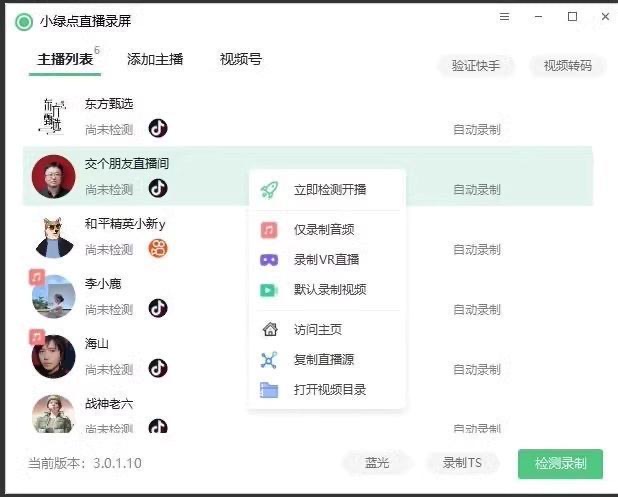 小绿点直播录屏
主播列表 6 添加主播 视频号 验证快手 视频转码
东方甄选
尚未检测 自动录制
交个朋友直播间
尚未检测 自动录制
和平精英小新y
尚未检测 自动录制
李小鹿
尚未检测 自动录制
海山
尚未检测 自动录制
战神老六
尚未检测 自动录制
立即检测开播
仅录制音频
录制VR直播
默认录制视频
访问主页
复制直播源
打开视频目录
当前版本：3.0.1.10 蓝光 录制TS 检测录制